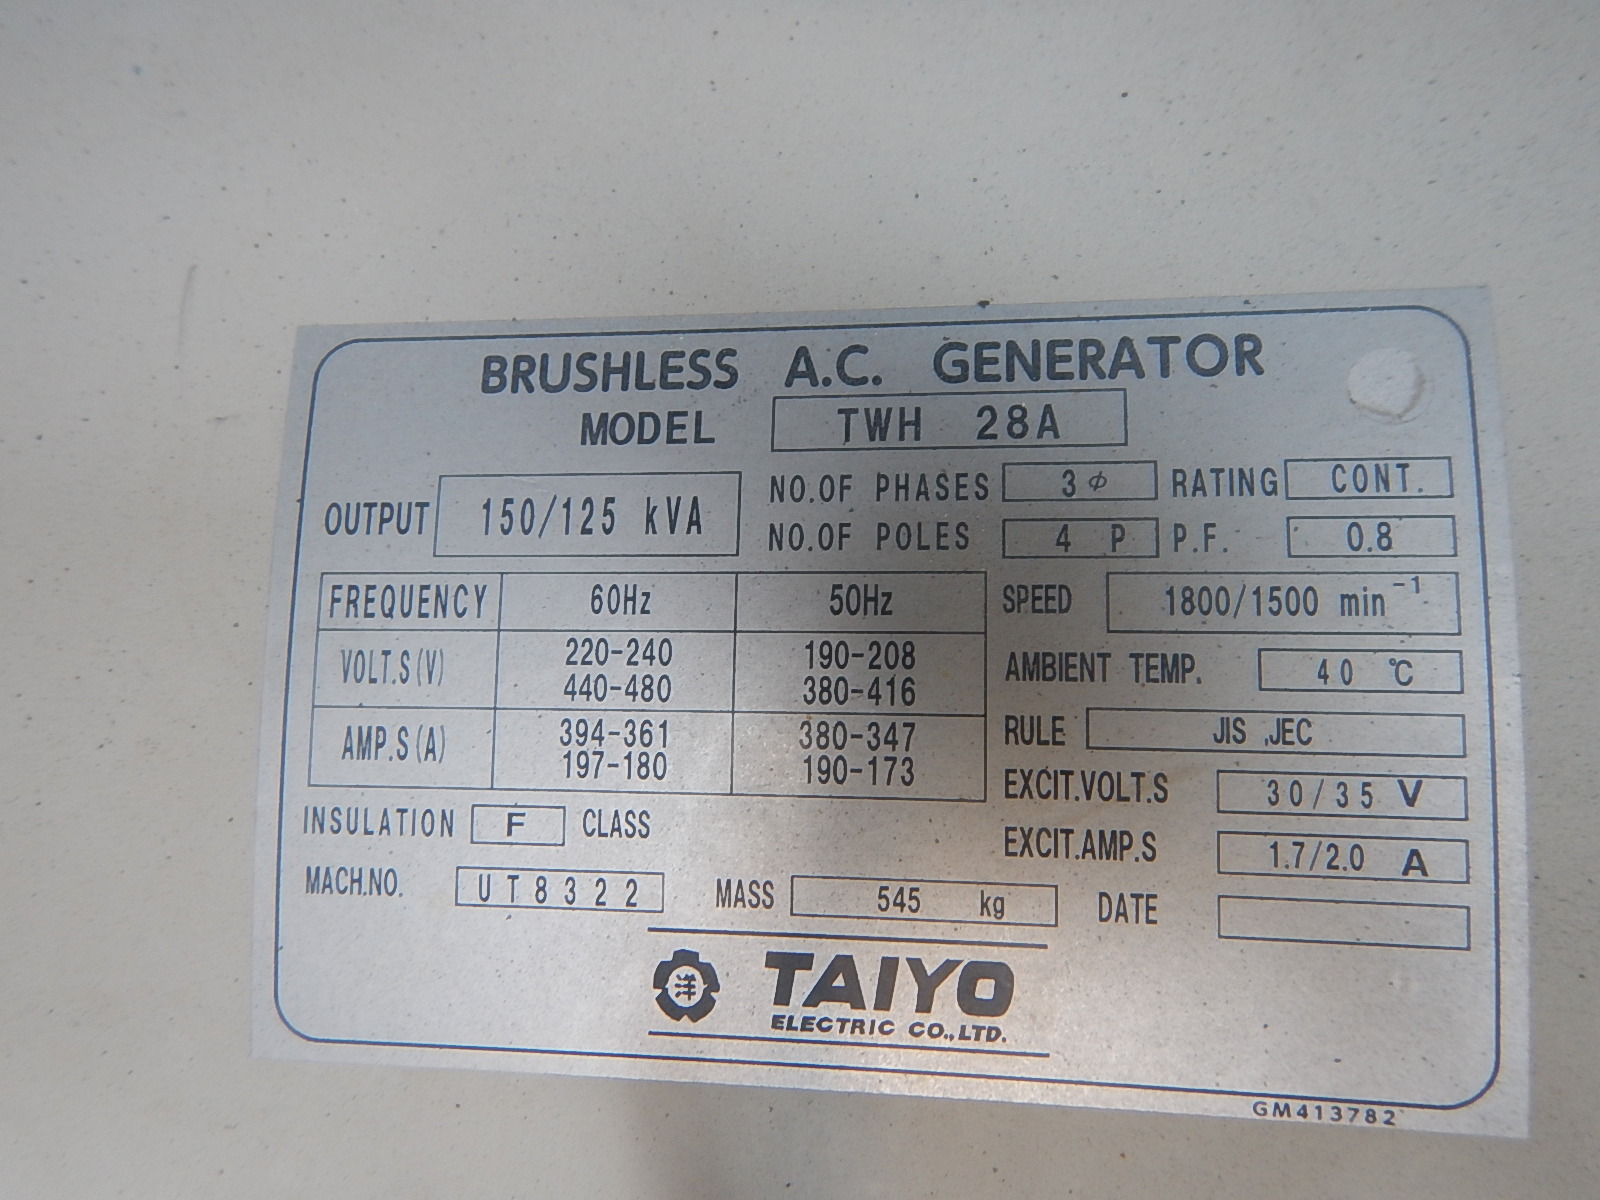 BRUSHLESS A.C. GENERATOR
MODEL TWH 28A
OUTPUT 150/125 kVA
NO.OF PHASES 3ϕ RATING CONT.
NO.OF POLES 4 P P.F. 0.8
FREQUENCY 60Hz 50Hz
VOLT.S(V) 220-240 190-208
440-480 380-416
AMP.S(A) 394-361 380-347
197-180 190-173
SPEED 1800/1500 min⁻¹
AMBIENT TEMP. 40 ℃
RULE JIS ,JEC
EXCIT.VOLT.S 30/35 V
EXCIT.AMP.S 1.7/2.0 A
INSULATION F CLASS
MACH.NO. UT8322 MASS 545 kg DATE
洋 TAIYO
ELECTRIC CO.,LTD.
GM413782